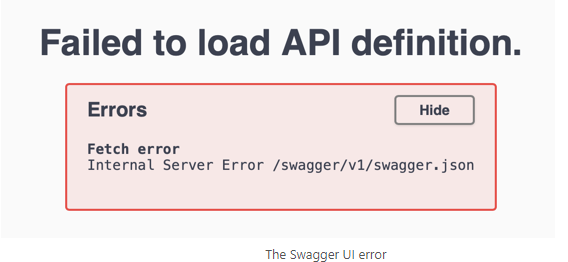 Failed to load API definition.
Errors
Hide
Fetch error
Internal Server Error /swagger/v1/swagger.json
The Swagger UI error